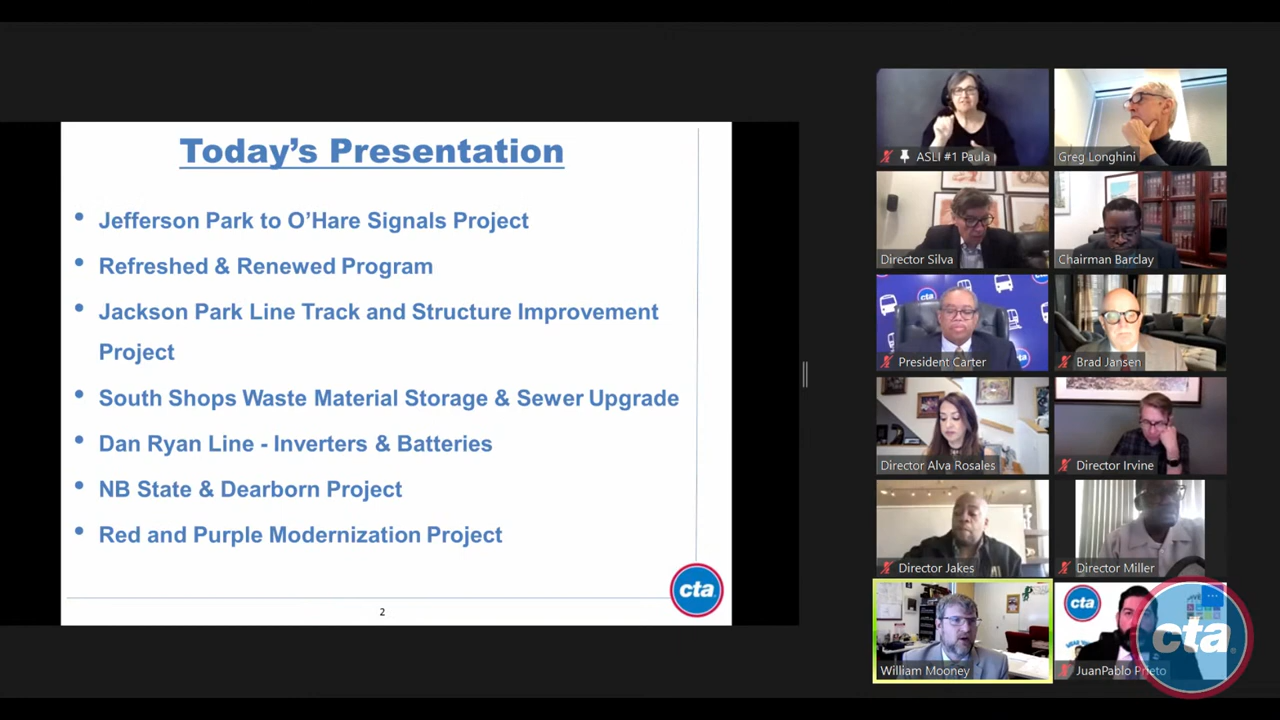 Today's Presentation
• Jefferson Park to O'Hare Signals Project
• Refreshed & Renewed Program
• Jackson Park Line Track and Structure Improvement
Project
• South Shops Waste Material Storage & Sewer Upgrade
• Dan Ryan Line - Inverters & Batteries
• NB State & Dearborn Project
• Red and Purple Modernization Project
cta
2
ASLI #1 Paula
Greg Longhini
Director Silva
Chairman Barclay
cta
President Carter
Brad Jansen
Director Alva Rosales
Director Irvine
Director Jakes
Director Miller
William Mooney
cta
JuanPablo Prieto
cta